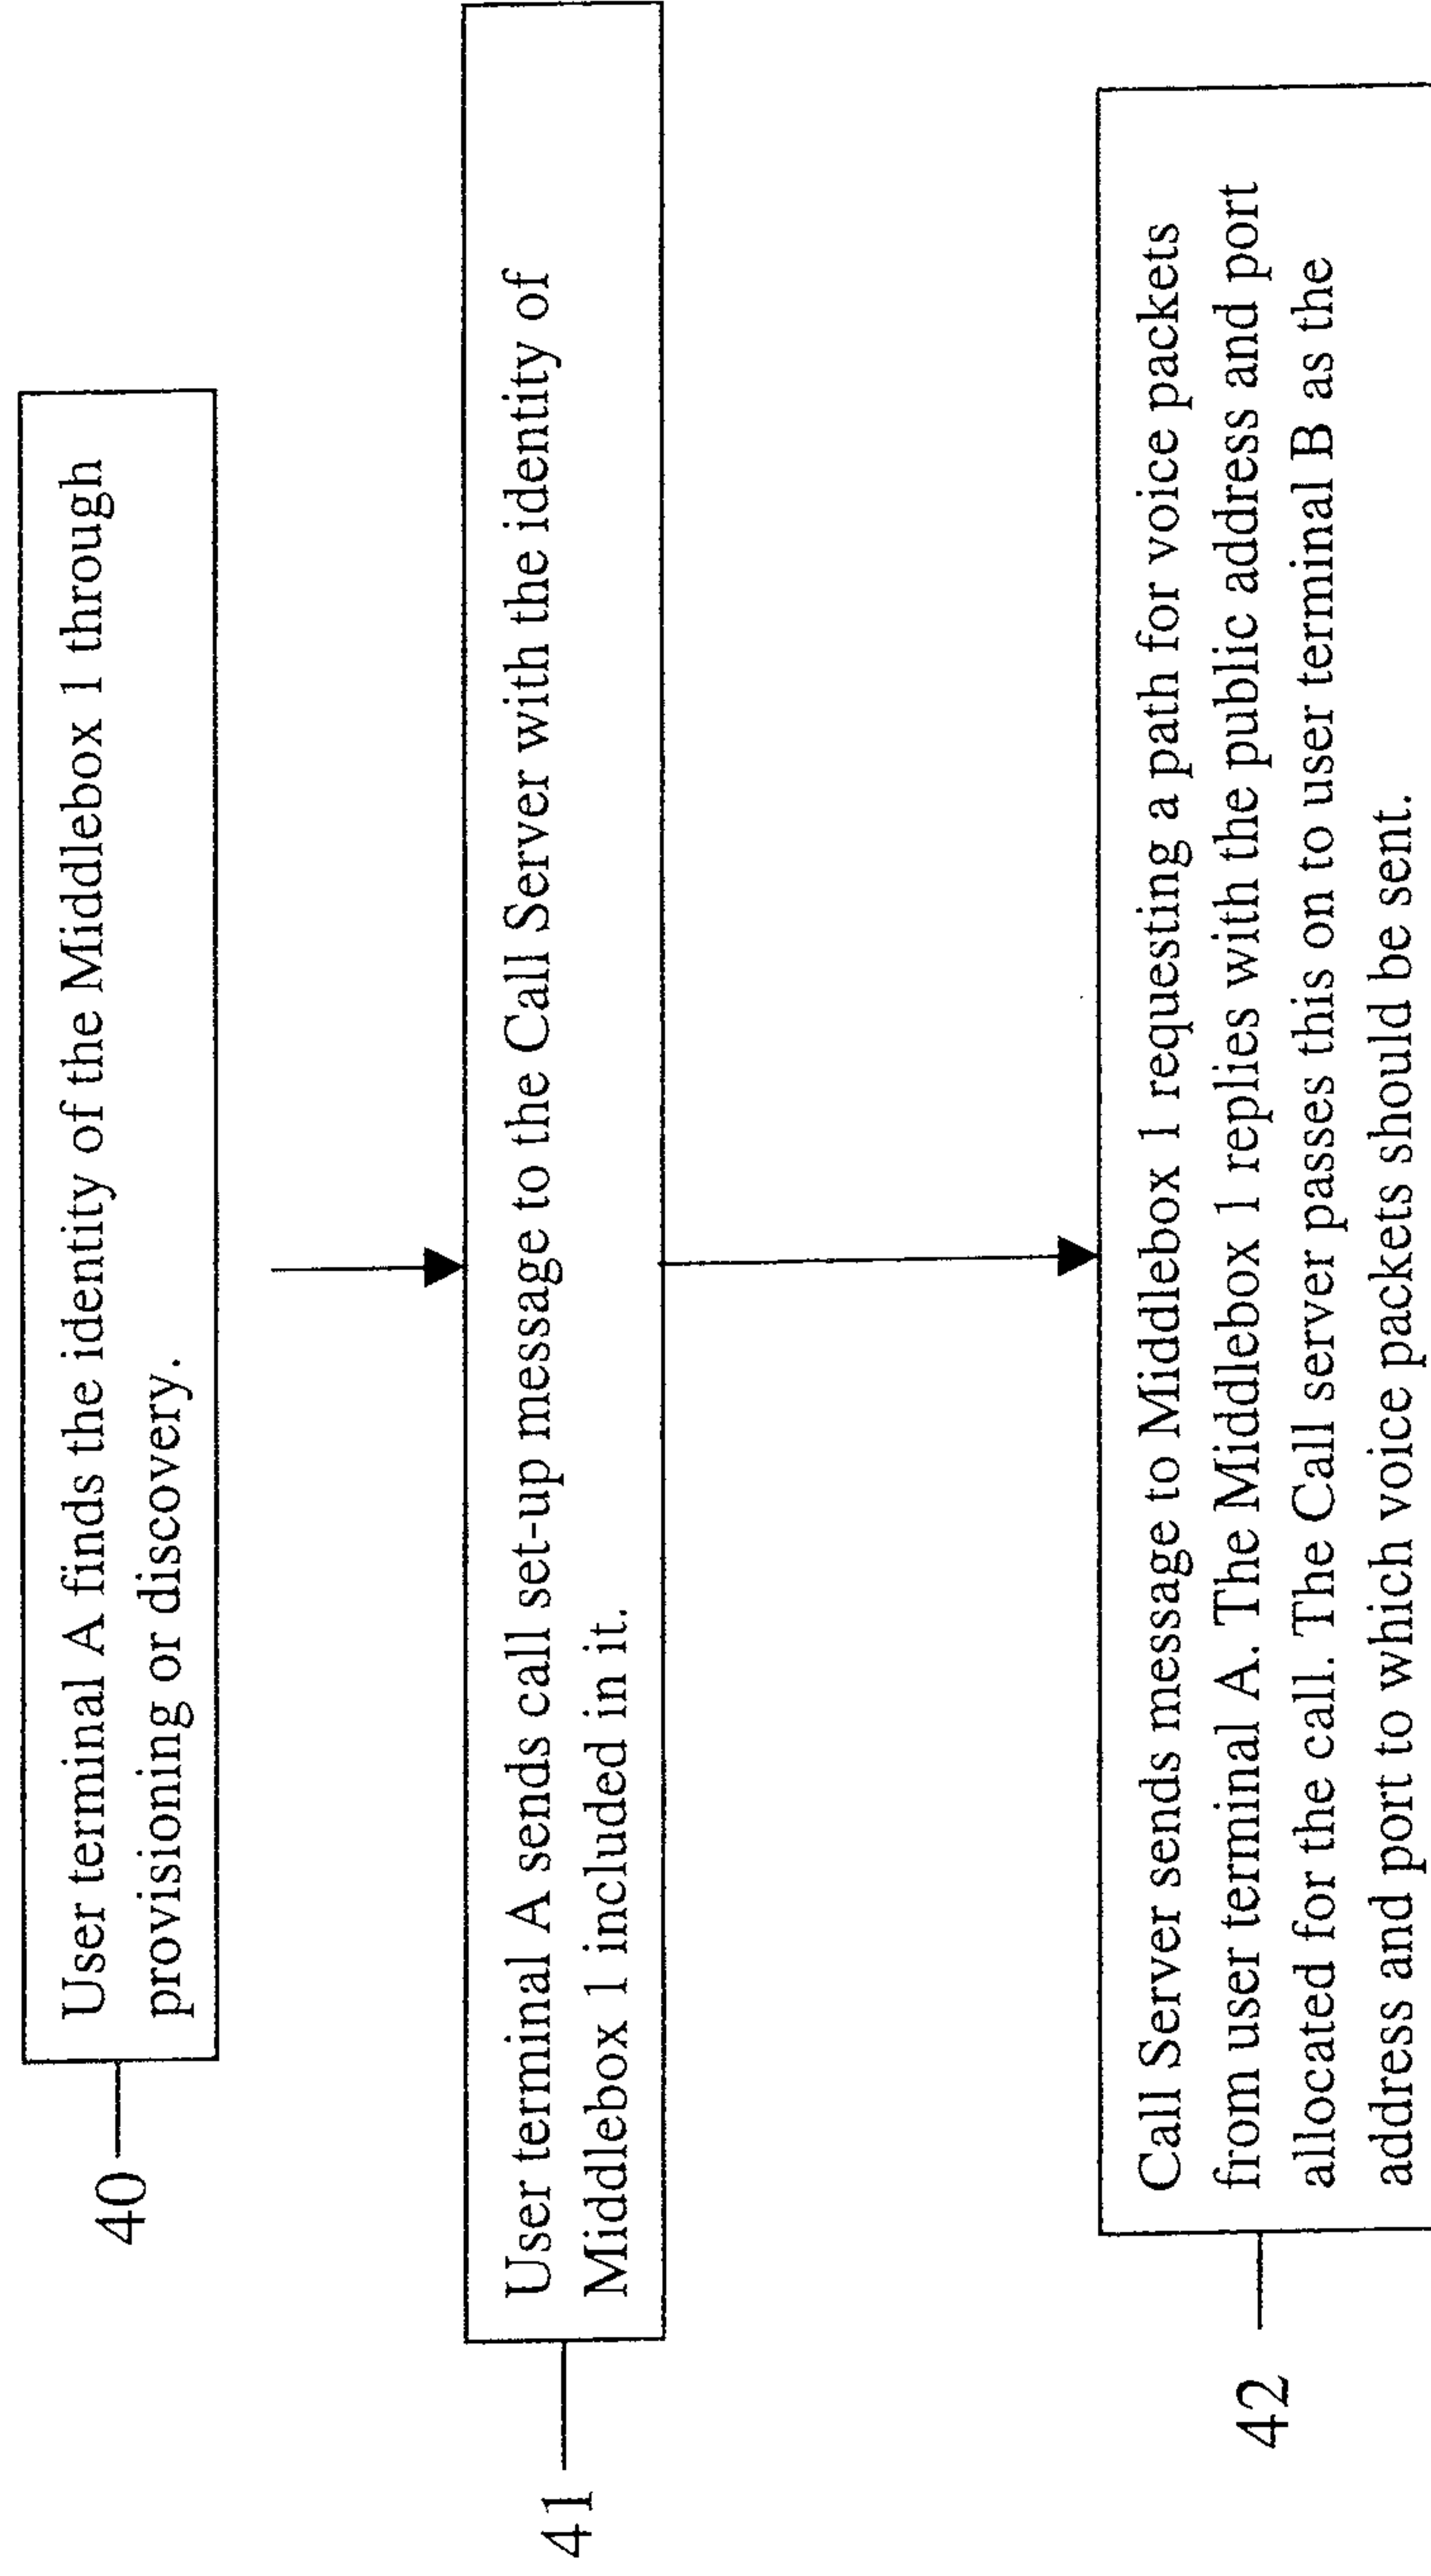 User terminal A finds the identity of the Middlebox 1 through
provisioning or discovery.
40
User terminal A sends call set-up message to the Call Server with the identity of
Middlebox 1 included in it.
41
Call Server sends message to Middlebox 1 requesting a path for voice packets
from user terminal A. The Middlebox 1 replies with the public address and port
allocated for the call. The Call server passes this on to user terminal B as the
address and port to which voice packets should be sent.
42